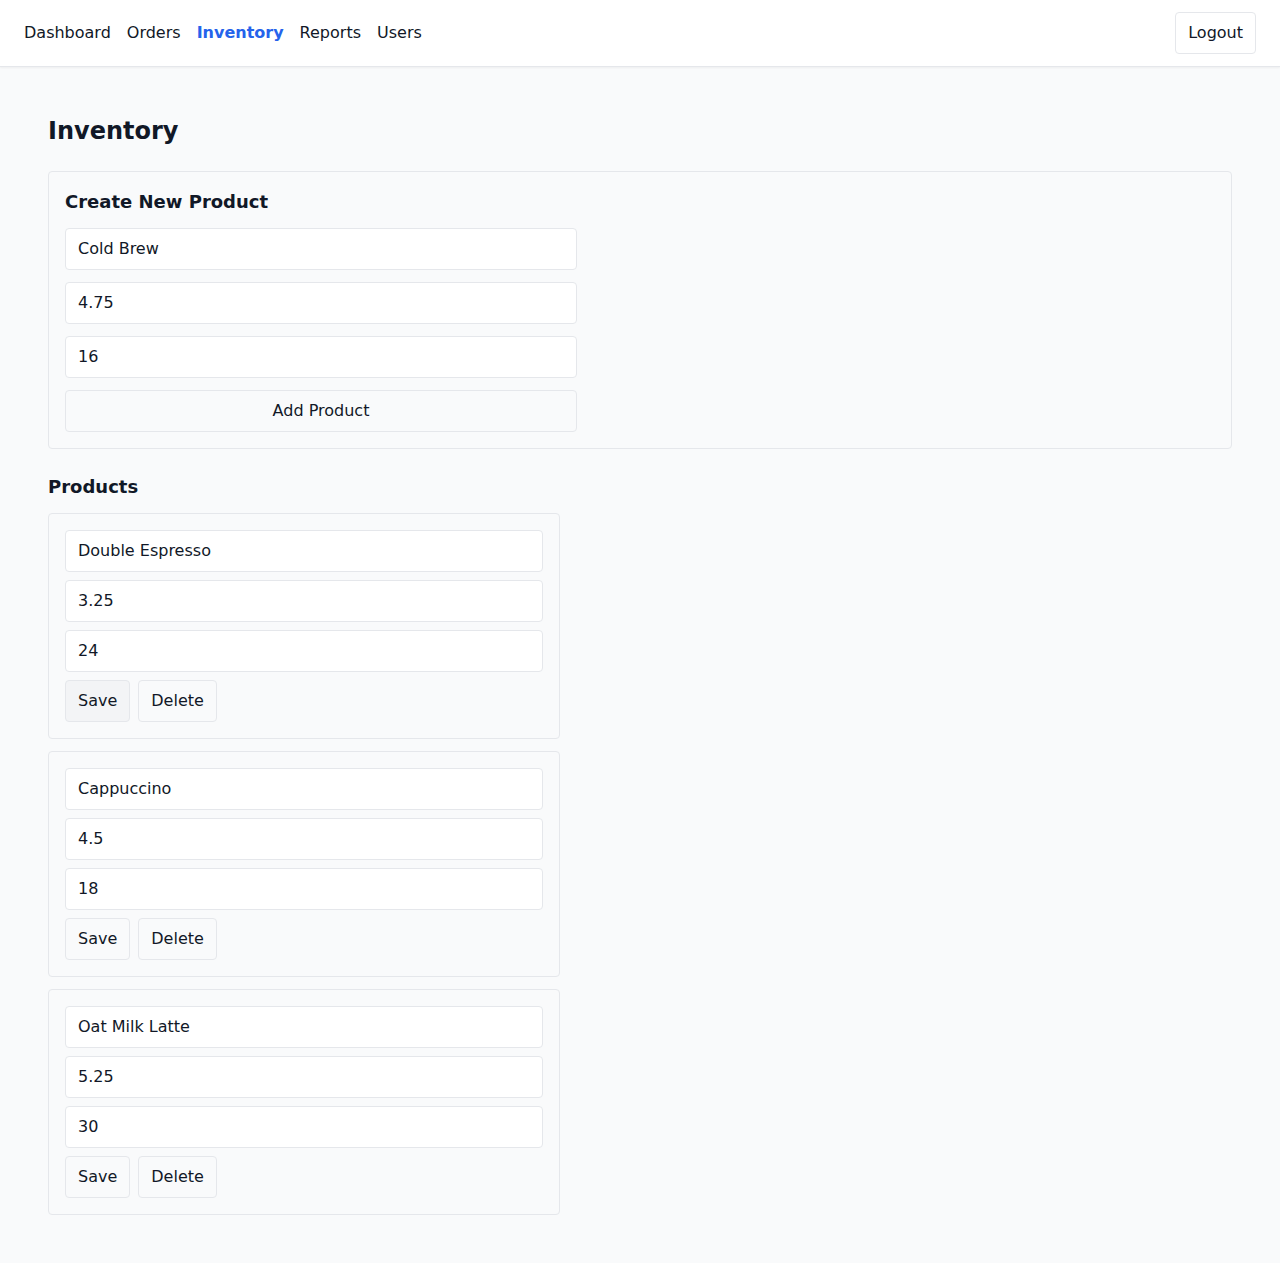 Dashboard Orders Inventory Reports Users Logout
Inventory
Create New Product
Cold Brew
4.75
16
Add Product
Products
Double Espresso
3.25
24
Save Delete
Cappuccino
4.5
18
Save Delete
Oat Milk Latte
5.25
30
Save Delete